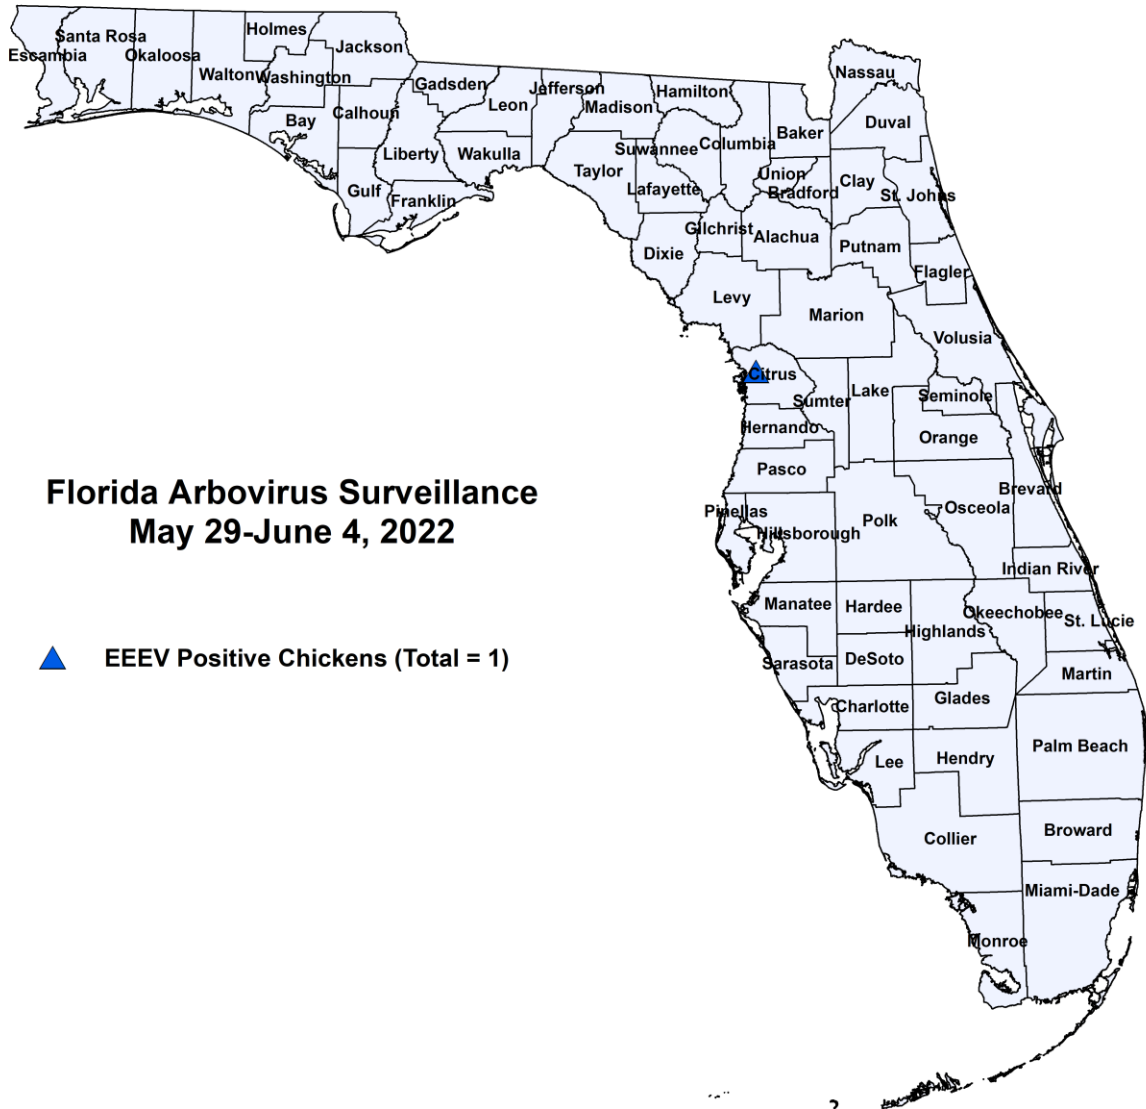 Holmes
Santa Rosa
Jackson
Escambia
Okaloosa
Walton
Washington
Nassau
Gadsden
Jefferson
Hamilton
Leon
Madison
Calhoun
Bay
Duval
Baker
Columbia
Suwannee
Liberty
Wakulla
Taylor
Union
Clay
Lafayette
Bradford
Gulf
Franklin
St. Johns
Gilchrist
Alachua
Putnam
Dixie
Flagler
Levy
Marion
Volusia
Citrus
Lake
Sumter
Seminole
Hernando
Orange
Pasco
Brevard
Florida Arbovirus Surveillance
May 29-June 4, 2022
Pinellas
Osceola
Polk
Hillsborough
Indian River
Manatee
Hardee
Okeechobee
St. Lucie
Highlands
EEEV Positive Chickens (Total = 1)
Sarasota
DeSoto
Martin
Glades
Charlotte
Palm Beach
Lee
Hendry
Broward
Collier
Miami-Dade
Monroe